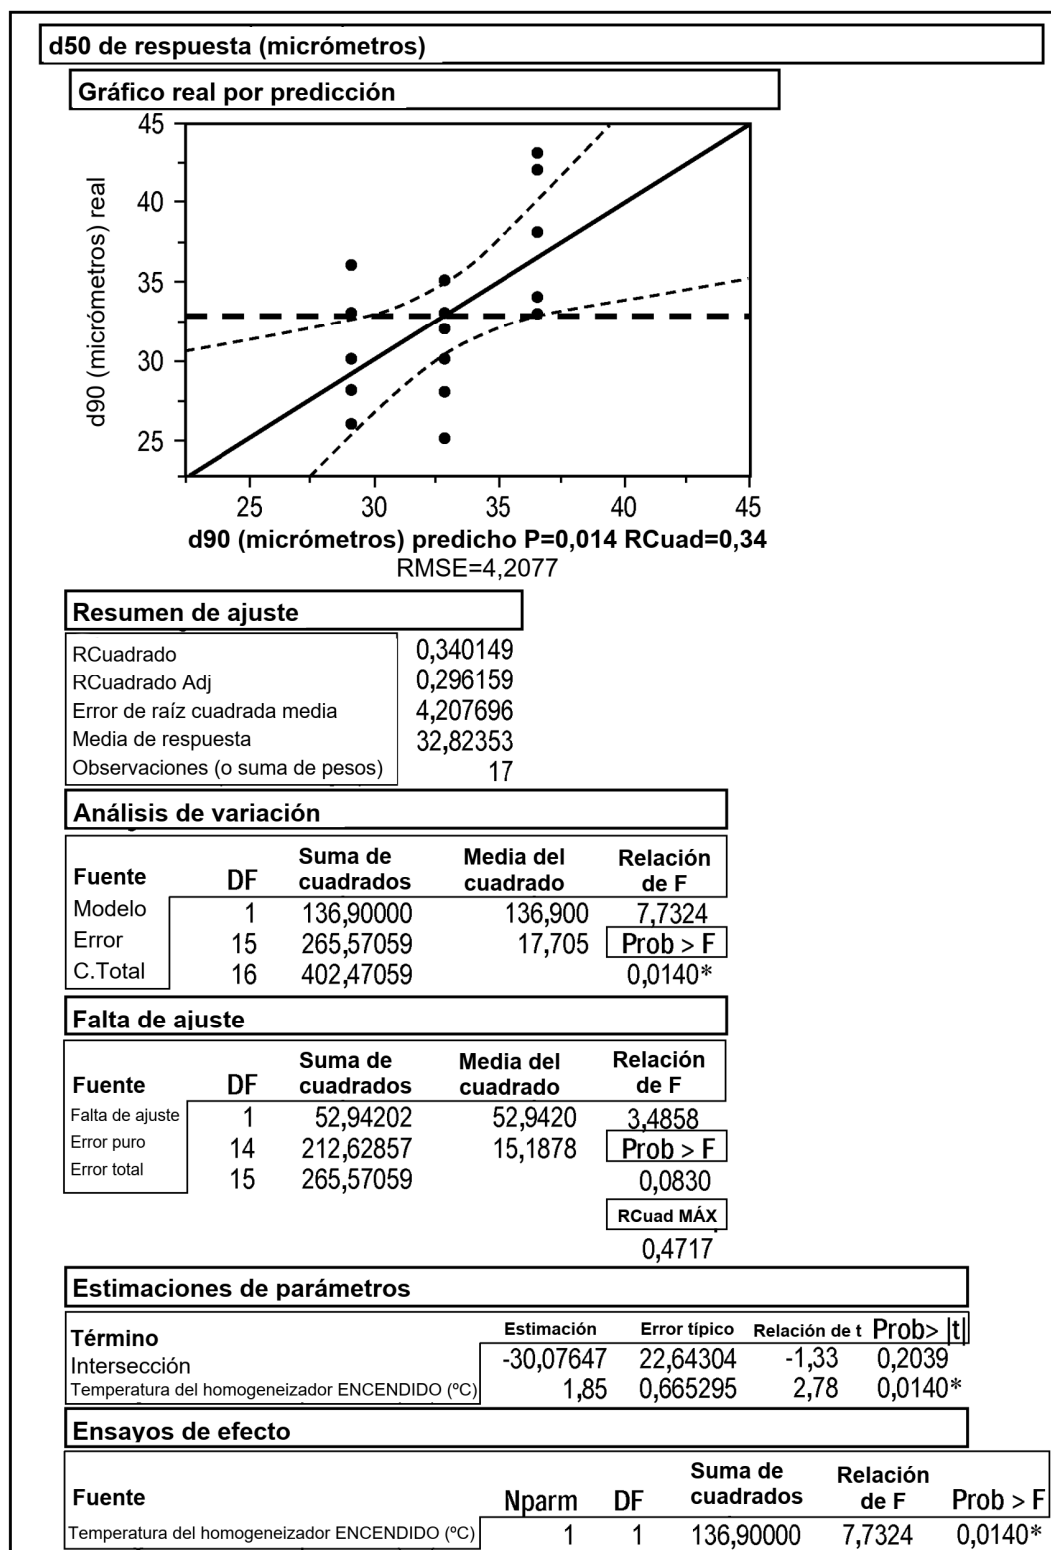 d50 de respuesta (micrómetros)
Gráfico real por predicción
d90 (micrómetros) real
45
40
35
30
25
25 30 35 40 45
d90 (micrómetros) predicho P=0,014 RCuad=0,34
RMSE=4,2077
Resumen de ajuste
RCuadrado 0,340149
RCuadrado Adj 0,296159
Error de raíz cuadrada media 4,207696
Media de respuesta 32,82353
Observaciones (o suma de pesos) 17
Análisis de variación
Fuente DF Suma de cuadrados Media del cuadrado Relación de F
Modelo 1 136,90000 136,900 7,7324
Error 15 265,57059 17,705 Prob > F
C.Total 16 402,47059 0,0140*
Falta de ajuste
Fuente DF Suma de cuadrados Media del cuadrado Relación de F
Falta de ajuste 1 52,94202 52,9420 3,4858
Error puro 14 212,62857 15,1878 Prob > F
Error total 15 265,57059 0,0830
RCuad MÁX
0,4717
Estimaciones de parámetros
Término Estimación Error típico Relación de t Prob> |t|
Intersección -30,07647 22,64304 -1,33 0,2039
Temperatura del homogeneizador ENCENDIDO (ºC) 1,85 0,665295 2,78 0,0140*
Ensayos de efecto
Fuente Nparm DF Suma de cuadrados Relación de F Prob > F
Temperatura del homogeneizador ENCENDIDO (ºC) 1 1 136,90000 7,7324 0,0140*